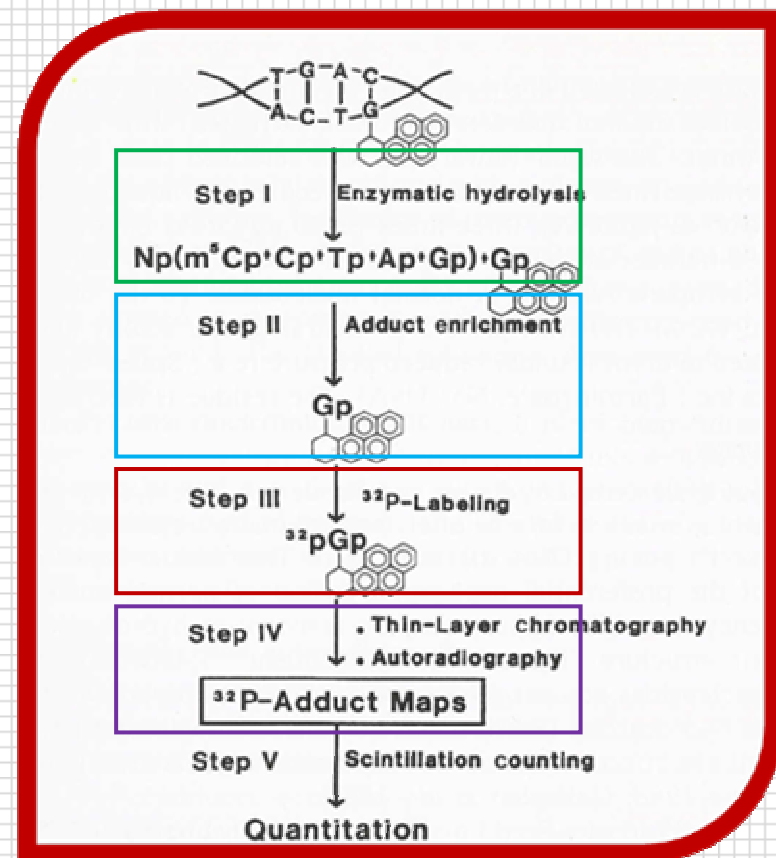 T-G-A-C
A-C-T-G
Step I Enzymatic hydrolysis
Np(m⁵Cp·Cp·Tp·Ap·Gp)·Gp
Step II Adduct enrichment
Gp
Step III ³²P-Labeling
³²pGp
Step IV • Thin-Layer chromatography
• Autoradiography
³²P-Adduct Maps
Step V Scintillation counting
Quantitation